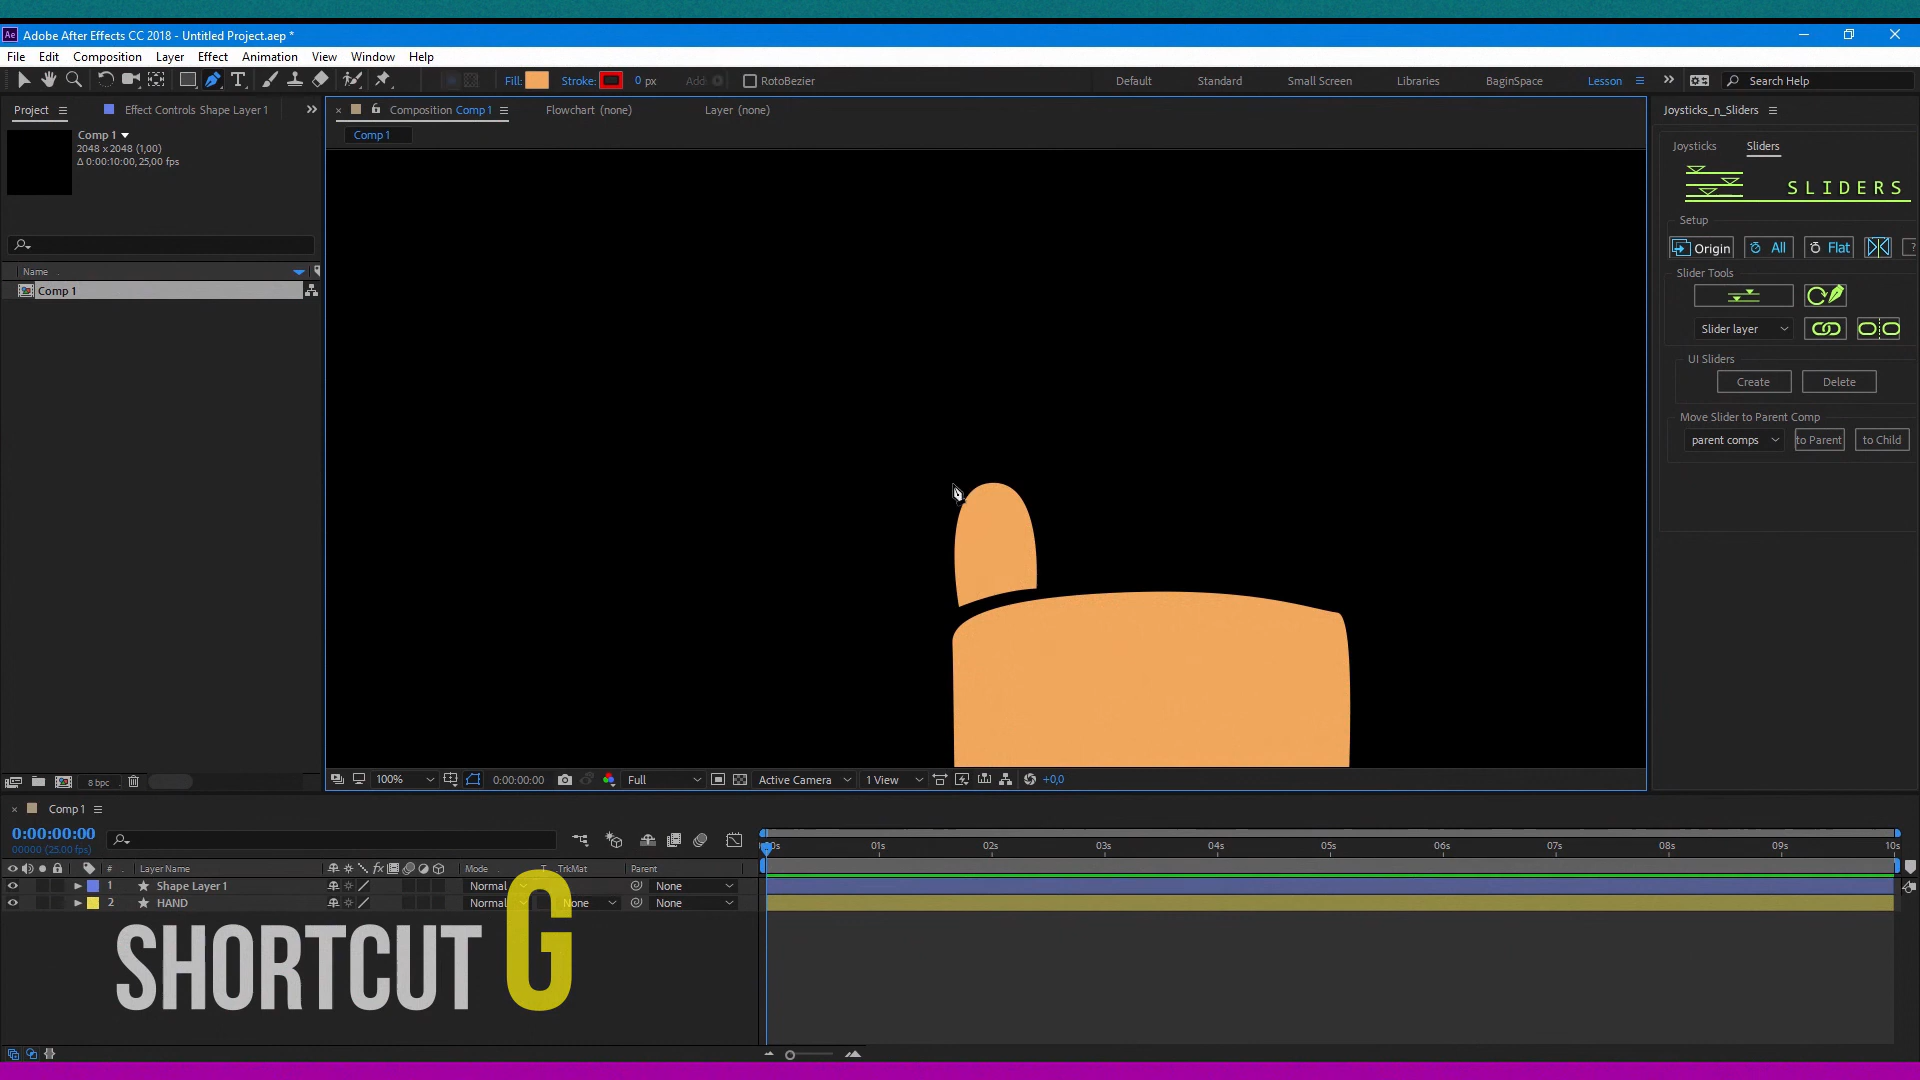 Adobe After Effects CC 2018 - Untitled Project.aep *
File Edit Composition Layer Effect Animation View Window Help
Fill: Stroke: 0 px Add: RotoBezier Default Standard Small Screen Libraries BeginSpace Lesson Search Help
Project Effect Controls Shape Layer 1
Composition Comp 1 Flowchart (none) Layer (none)
Joysticks_n_Sliders
Comp 1
2048 x 2048 (1,00)
Δ 0:00:10:00, 25,00 fps
Comp 1
Joysticks Sliders
SLIDERS
Setup
Origin All Flat ?
Name
Slider Tools
Comp 1
Slider layer
UI Sliders
Create Delete
Move Slider to Parent Comp
parent comps to Parent to Child
8 bpc
100% 0:00:00:00 Full Active Camera 1 View +0,0
Comp 1
0:00:00:00
00000 (25.00 fps)
01s 02s 03s 04s 05s 06s 07s 08s 09s 10s
# Layer Name Mode T .TrkMat Parent
1 Shape Layer 1 Normal None
2 HAND Normal None None
SHORTCUT G